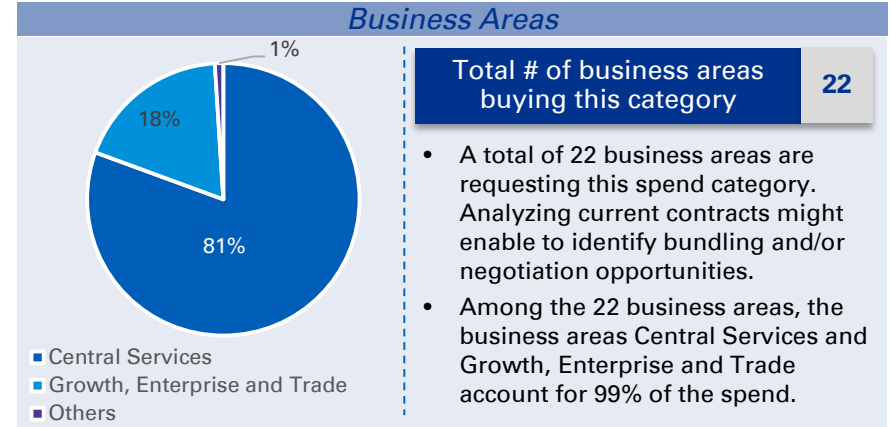 Business Areas
1%
18%
81%
Central Services
Growth, Enterprise and Trade
Others
Total # of business areas
buying this category
22
• A total of 22 business areas are
requesting this spend category.
Analyzing current contracts might
enable to identify bundling and/or
negotiation opportunities.
• Among the 22 business areas, the
business areas Central Services and
Growth, Enterprise and Trade
account for 99% of the spend.